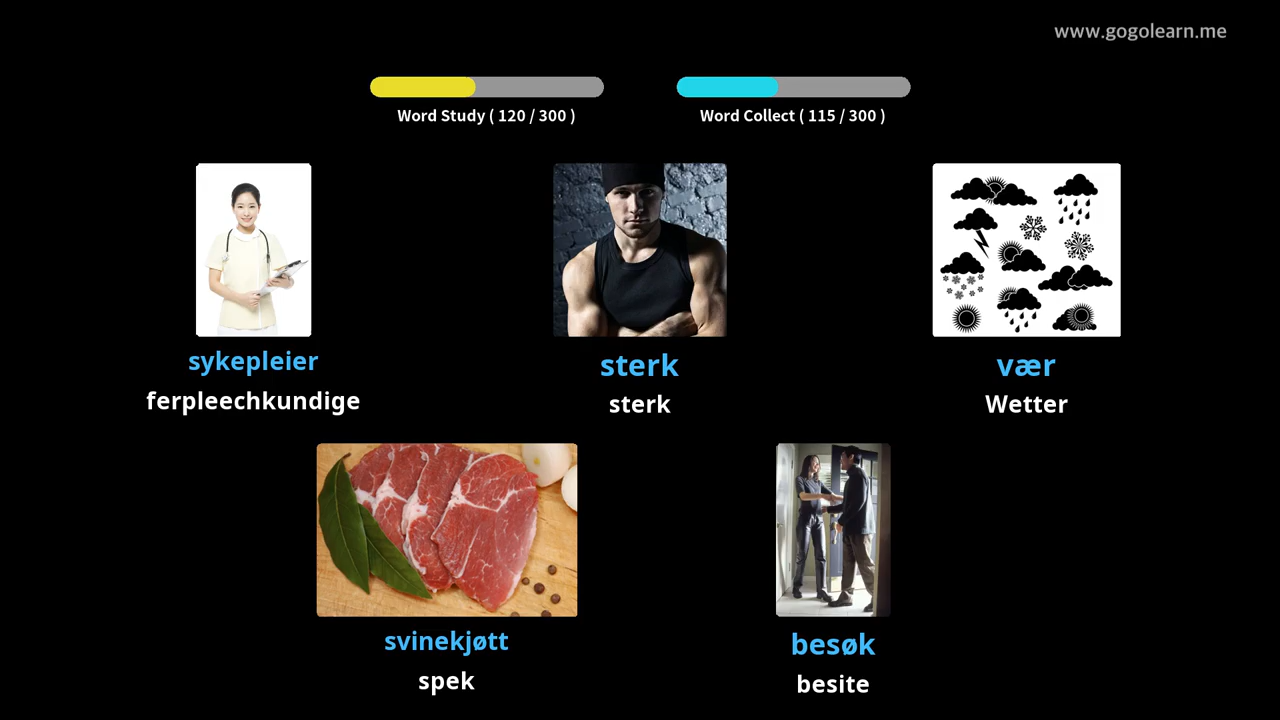 www.gogolearn.me
Word Study ( 120 / 300 )
Word Collect ( 115 / 300 )
sykepleier
ferpleechkundige
sterk
sterk
vær
Wetter
svinekjøtt
spek
besøk
besite